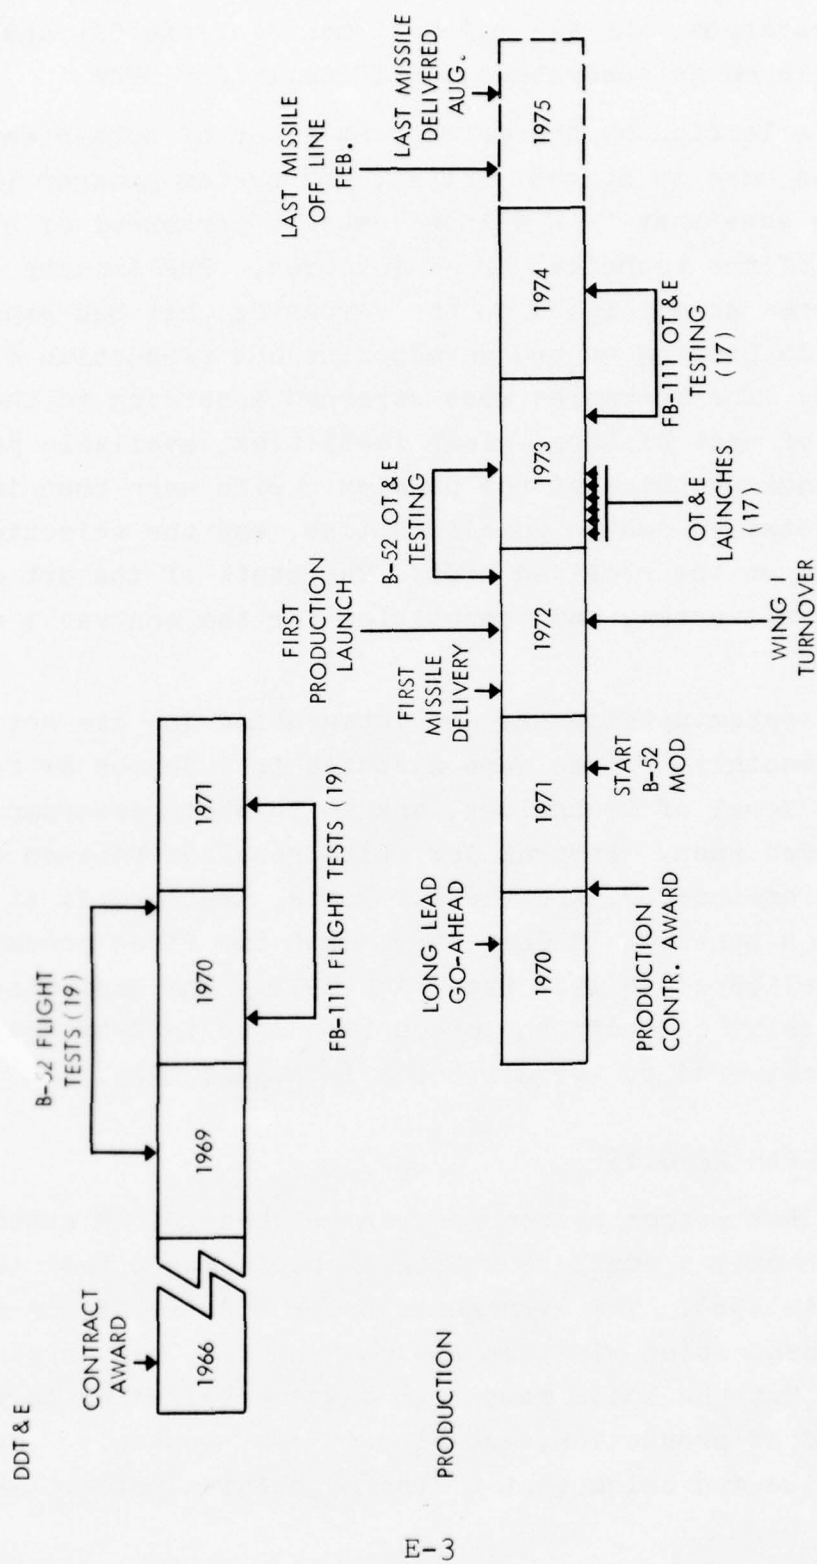 DDT & E
CONTRACT
AWARD
B-52 FLIGHT
TESTS (19)
1966
1969
1970
1971
FB-111 FLIGHT TESTS (19)
PRODUCTION
LONG LEAD
GO-AHEAD
FIRST
MISSILE
DELIVERY
FIRST
PRODUCTION
LAUNCH
B-52 OT & E
TESTING
LAST MISSILE
OFF LINE
FEB.
LAST MISSILE
DELIVERED
AUG.
1970
1971
1972
1973
1974
1975
PRODUCTION
CONTR. AWARD
START
B-52
MOD
WING I
TURNOVER
OT & E
LAUNCHES
(17)
FB-111 OT & E
TESTING
(17)
E-3